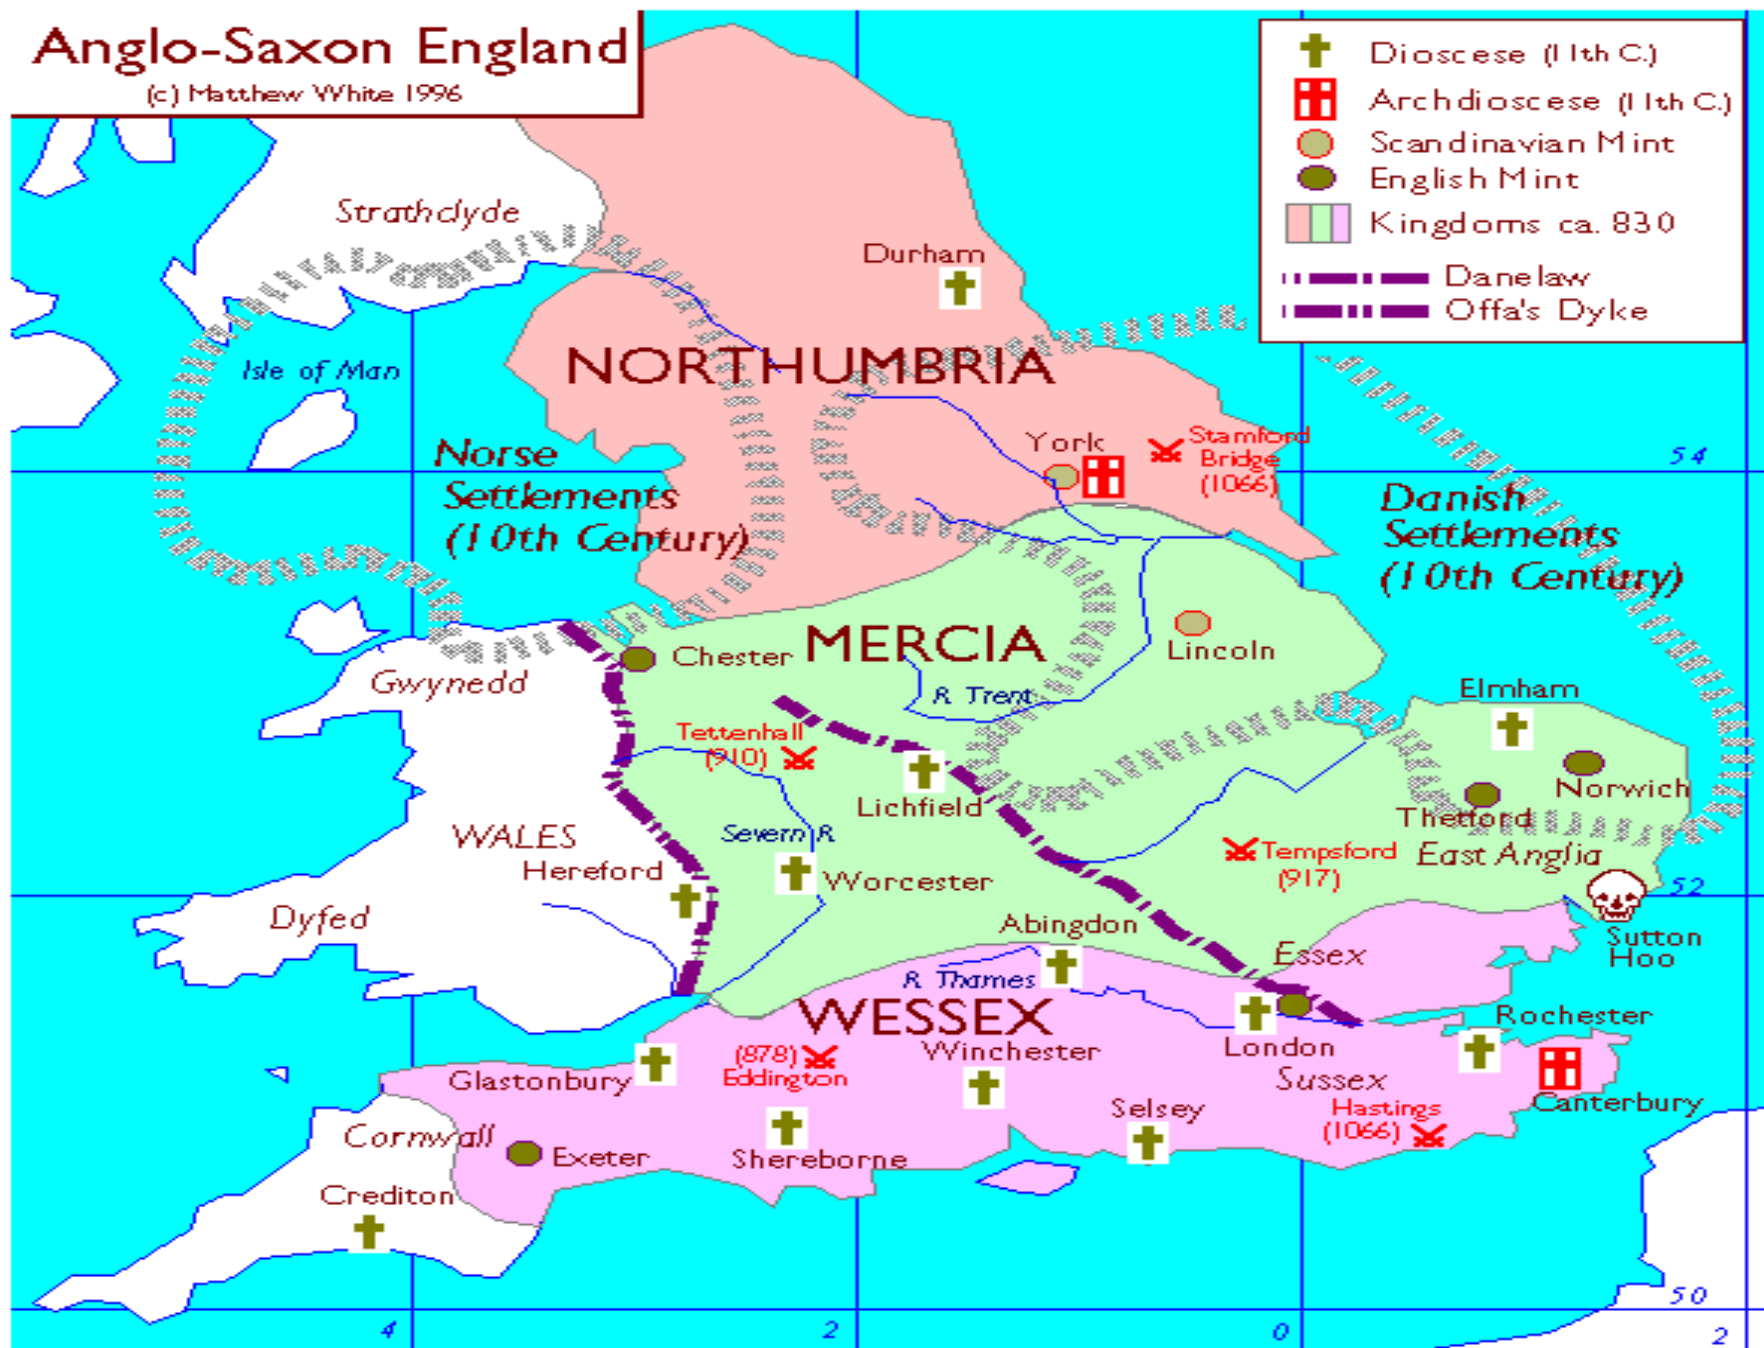 Anglo-Saxon England
(c) Matthew White 1996
Dioscese (11th C.)
Archdioscese (11th C.)
Scandinavian Mint
English Mint
Kingdoms ca. 830
Danelaw
Offa's Dyke
Strathclyde
Durham
Isle of Man
NORTHUMBRIA
Norse
Settlements
(10th Century)
York
Stamford
Bridge
(1066)
54
Danish
Settlements
(10th Century)
MERCIA
Chester
Lincoln
Gwynedd
R Trent
Elmham
Tettenhall
(910)
Norwich
Lichfield
Thetford
WALES
Severn R
Hereford
Worcester
Tempsford
(917)
East Anglia
52
Dyfed
Abingdon
Sutton
Hoo
Essex
R Thames
WESSEX
Rochester
(878)
Eddington
Winchester
London
Glastonbury
Sussex
Canterbury
Selsey
Hastings
(1066)
Cornwall
Exeter
Shereborne
Crediton
50
4
2
0
2